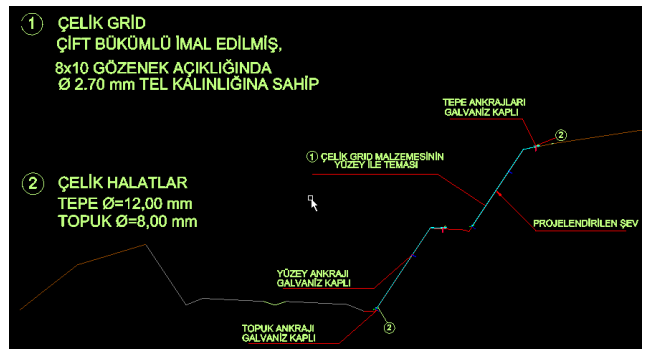 1 ÇELİK GRİD
ÇİFT BÜKÜMLÜ İMAL EDİLMİŞ,
8x10 GÖZENEK AÇIKLIĞINDA
Ø 2.70 mm TEL KALINLIĞINA SAHİP
TEPE ANKRAJLARI
GALVANİZ KAPLI
2
1 ÇELİK GRID MALZEMESİNİN
YÜZEY İLE TEMASI
2 ÇELİK HALATLAR
TEPE Ø=12,00 mm
TOPUK Ø=8,00 mm
PROJELENDİRİLEN ŞEV
YÜZEY ANKRAJI
GALVANİZ KAPLI
TOPUK ANKRAJI
GALVANİZ KAPLI
2